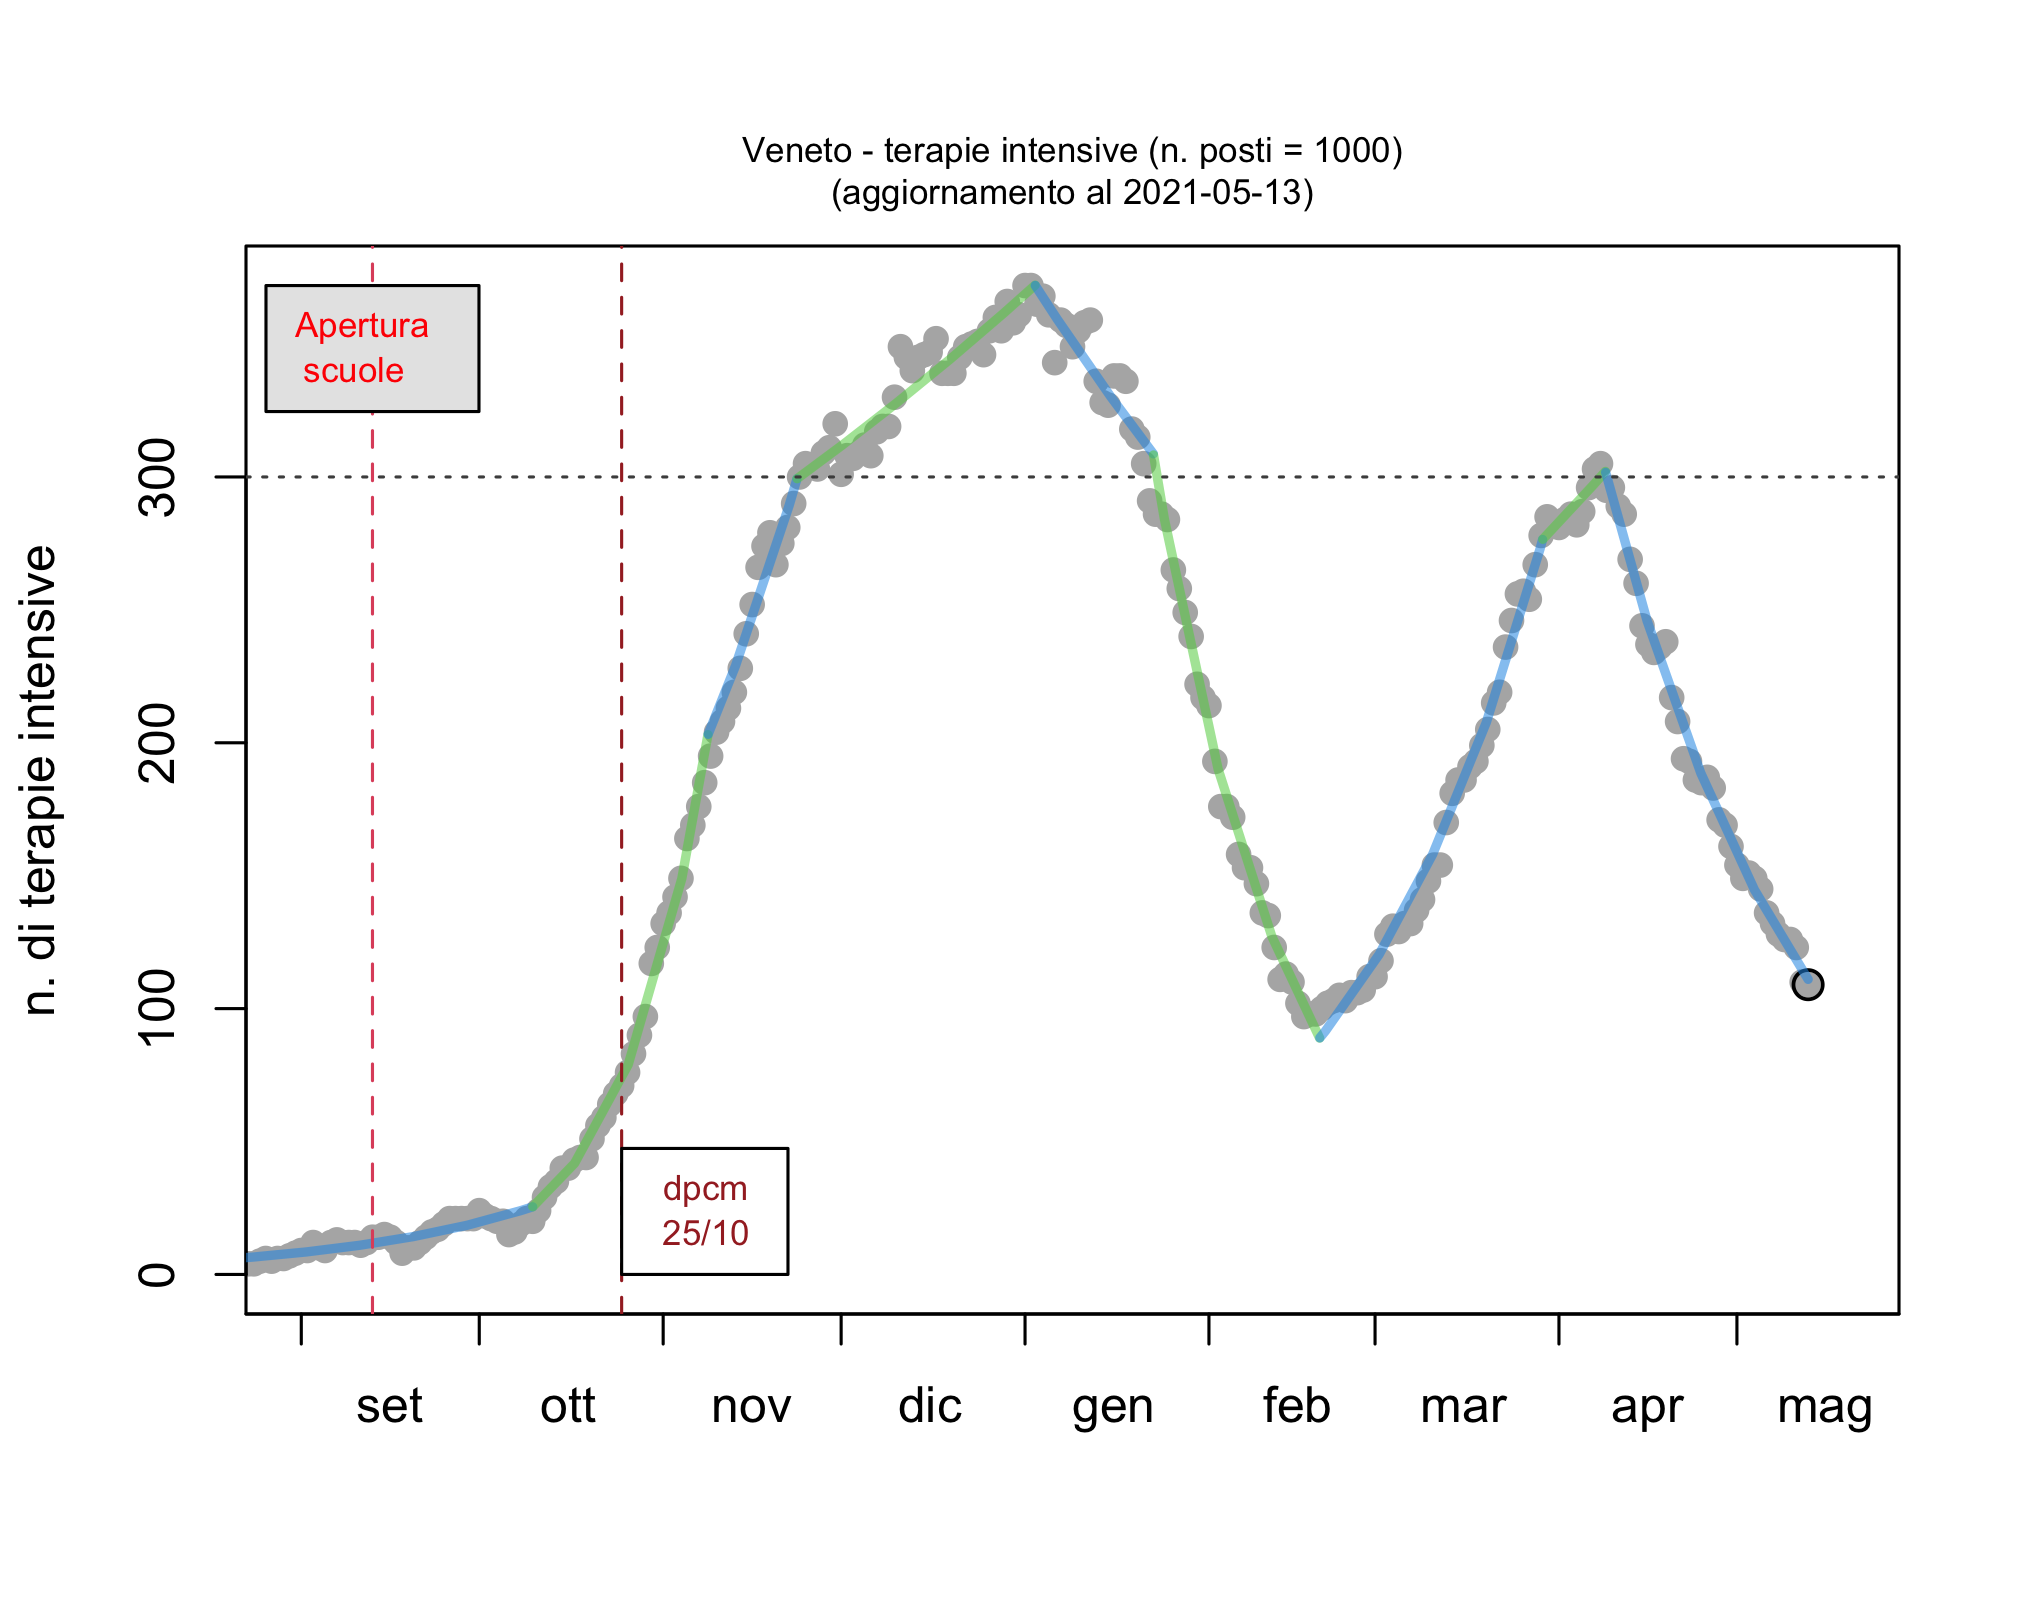 Veneto - terapie intensive (n. posti = 1000)
(aggiornamento al 2021-05-13)
Apertura
scuole
n. di terapie intensive
300
200
100
0
dpcm
25/10
set ott nov dic gen feb mar apr mag